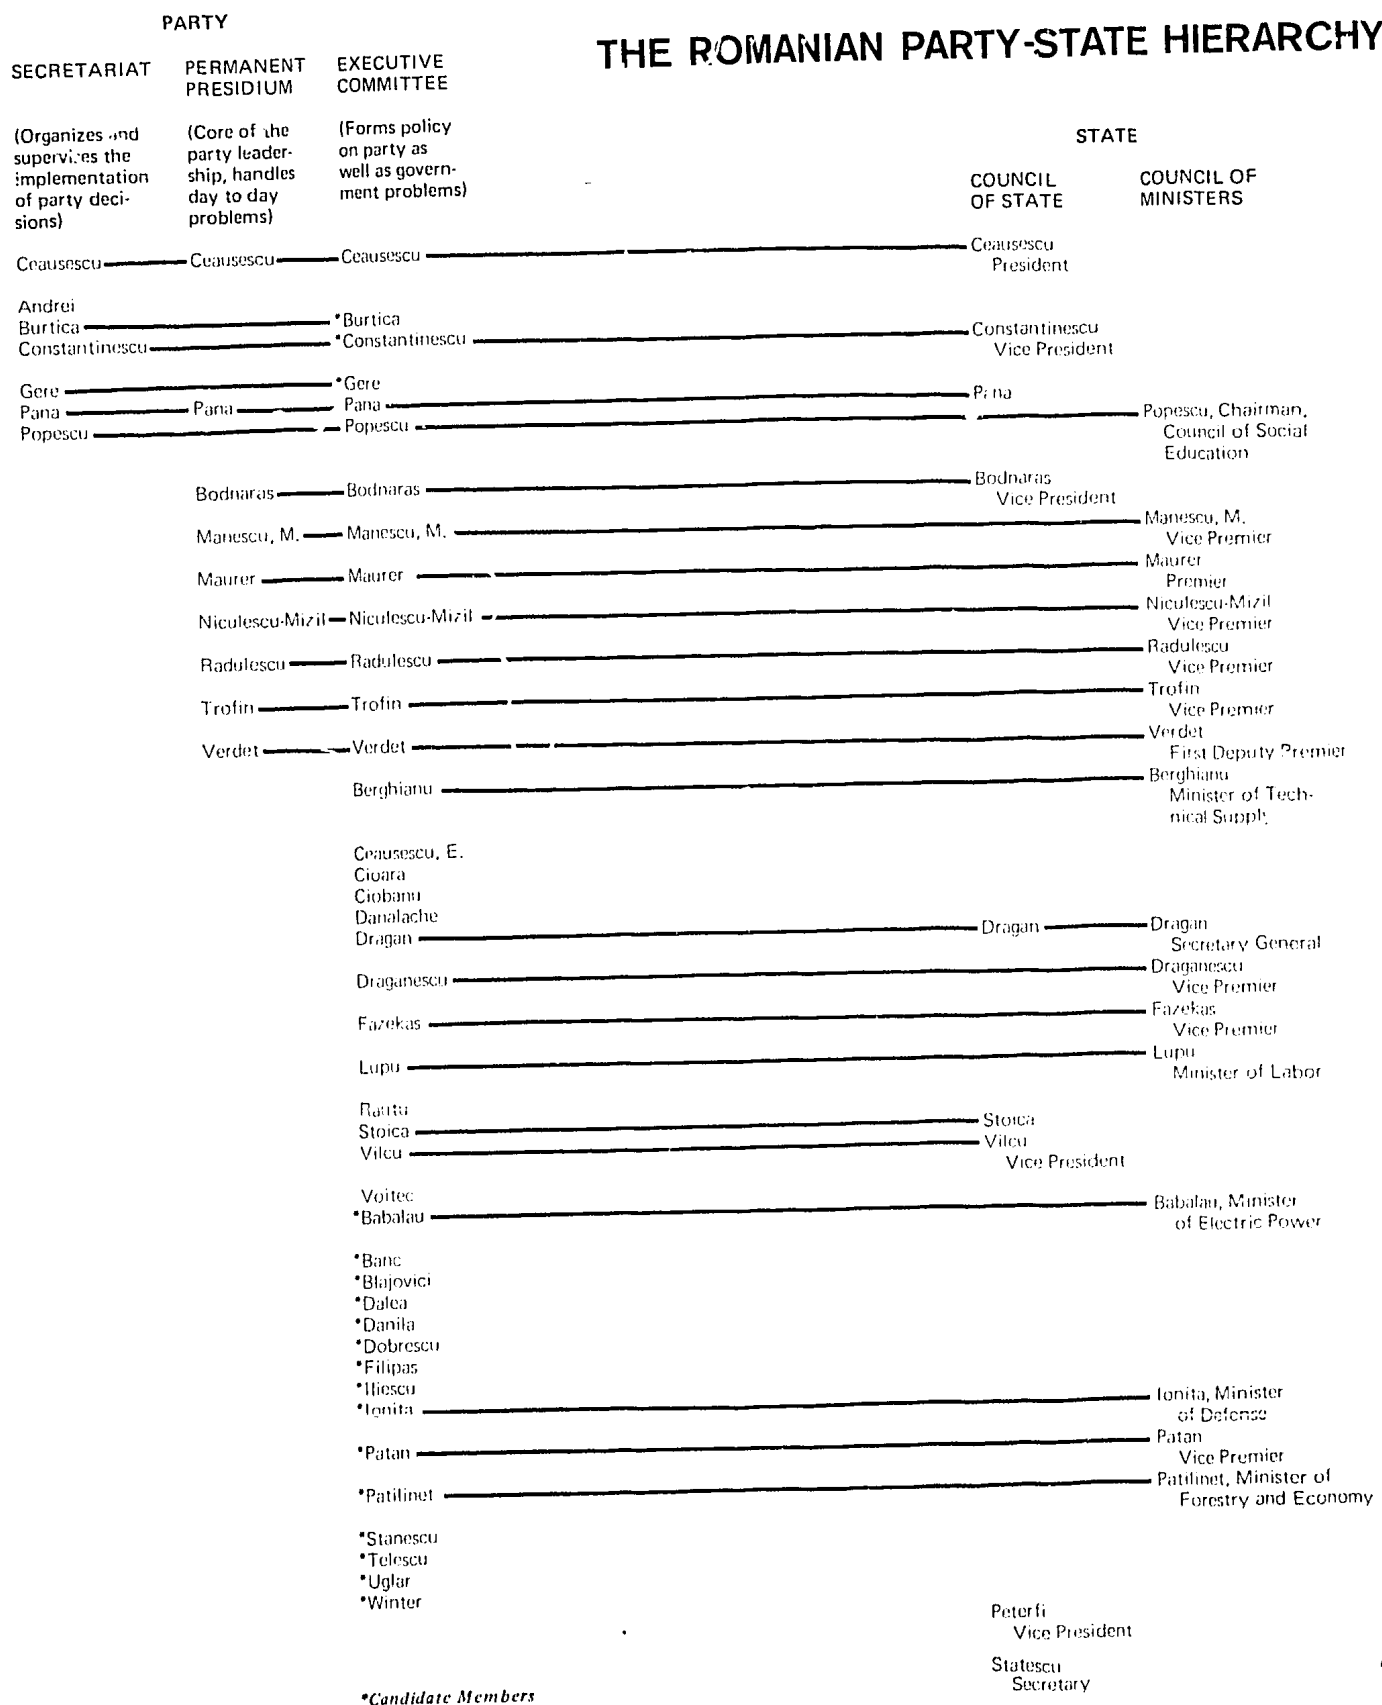 PARTY
THE ROMANIAN PARTY-STATE HIERARCHY
SECRETARIAT PERMANENT PRESIDIUM EXECUTIVE COMMITTEE
(Organizes and
supervises the
implementation
of party deci-
sions)
(Core of the
party leader-
ship, handles
day to day
problems)
(Forms policy
on party as
well as govern-
ment problems)
STATE
COUNCIL
OF STATE
COUNCIL OF
MINISTERS
Ceausescu Ceausescu Ceausescu Ceausescu
President
Andrei
Burtica *Burtica
Constantinescu *Constantinescu Constantinescu
Vice President
Gere *Gere
Pana Pana Pana Pana
Popescu Popescu Popescu, Chairman,
Council of Social
Education
Bodnaras Bodnaras Bodnaras
Vice President
Manescu, M. Manescu, M. Manescu, M.
Vice Premier
Maurer Maurer Maurer
Premier
Niculescu-Mizil Niculescu-Mizil Niculescu-Mizil
Vice Premier
Radulescu Radulescu Radulescu
Vice Premier
Trofin Trofin Trofin
Vice Premier
Verdet Verdet Verdet
First Deputy Premier
Berghianu Berghianu
Minister of Tech-
nical Supply
Ceausescu, E.
Cioara
Ciobanu
Danalache
Dragan Dragan Dragan
Secretary General
Draganescu Draganescu
Vice Premier
Fazekas Fazekas
Vice Premier
Lupu Lupu
Minister of Labor
Rautu
Stoica Stoica
Vilcu Vilcu
Vice President
Voitec
*Babalau Babalau, Minister
of Electric Power
*Banc
*Blajovici
*Dalea
*Danila
*Dobrescu
*Filipas
*Iliescu
*Ionita Ionita, Minister
of Defense
*Patan Patan
Vice Premier
*Patilinet Patilinet, Minister of
Forestry and Economy
*Stanescu
*Telescu
*Uglar
*Winter
Peterfi
Vice President
Statescu
Secretary
*Candidate Members